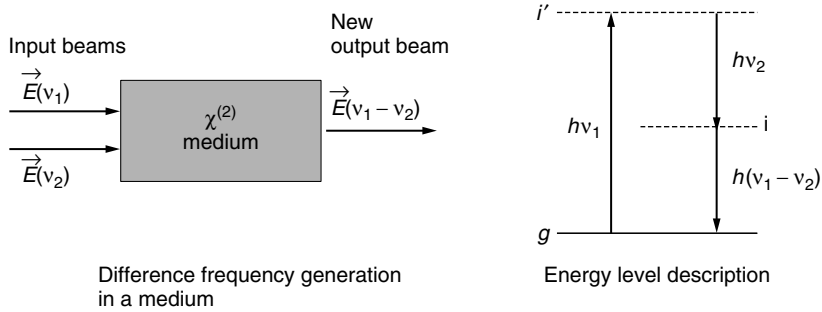 Input beams
New
output beam
E(ν₁)
E(ν₂)
χ⁽²⁾
medium
E(ν₁ − ν₂)
i′
hν₂
i
hν₁
h(ν₁ − ν₂)
g
Difference frequency generation
in a medium
Energy level description